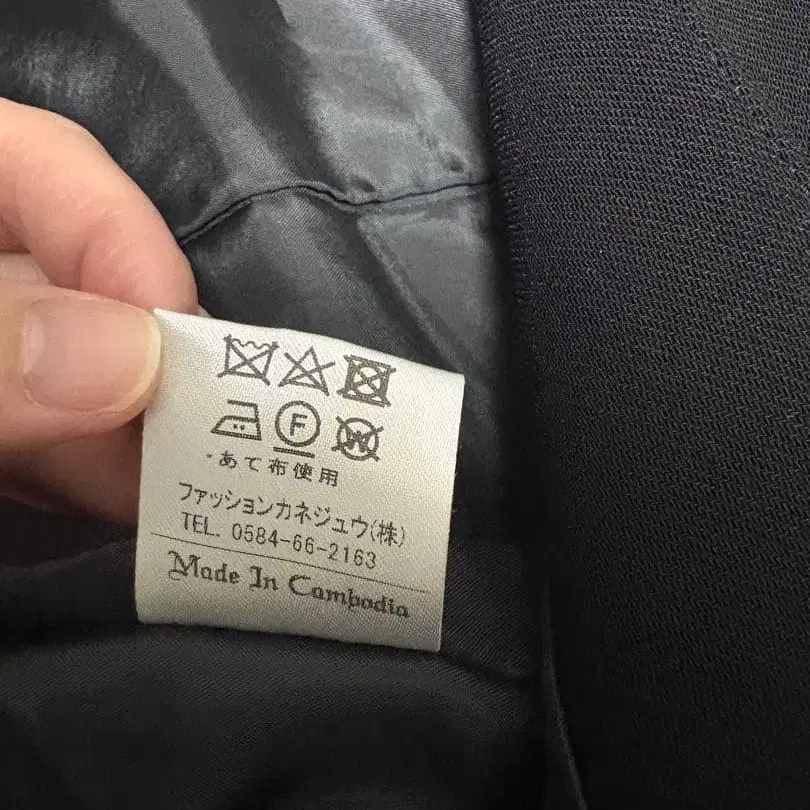 F
W
・あて布使用
ファッションカネジュウ(株)
TEL. 0584-66-2163
Made In Cambodia